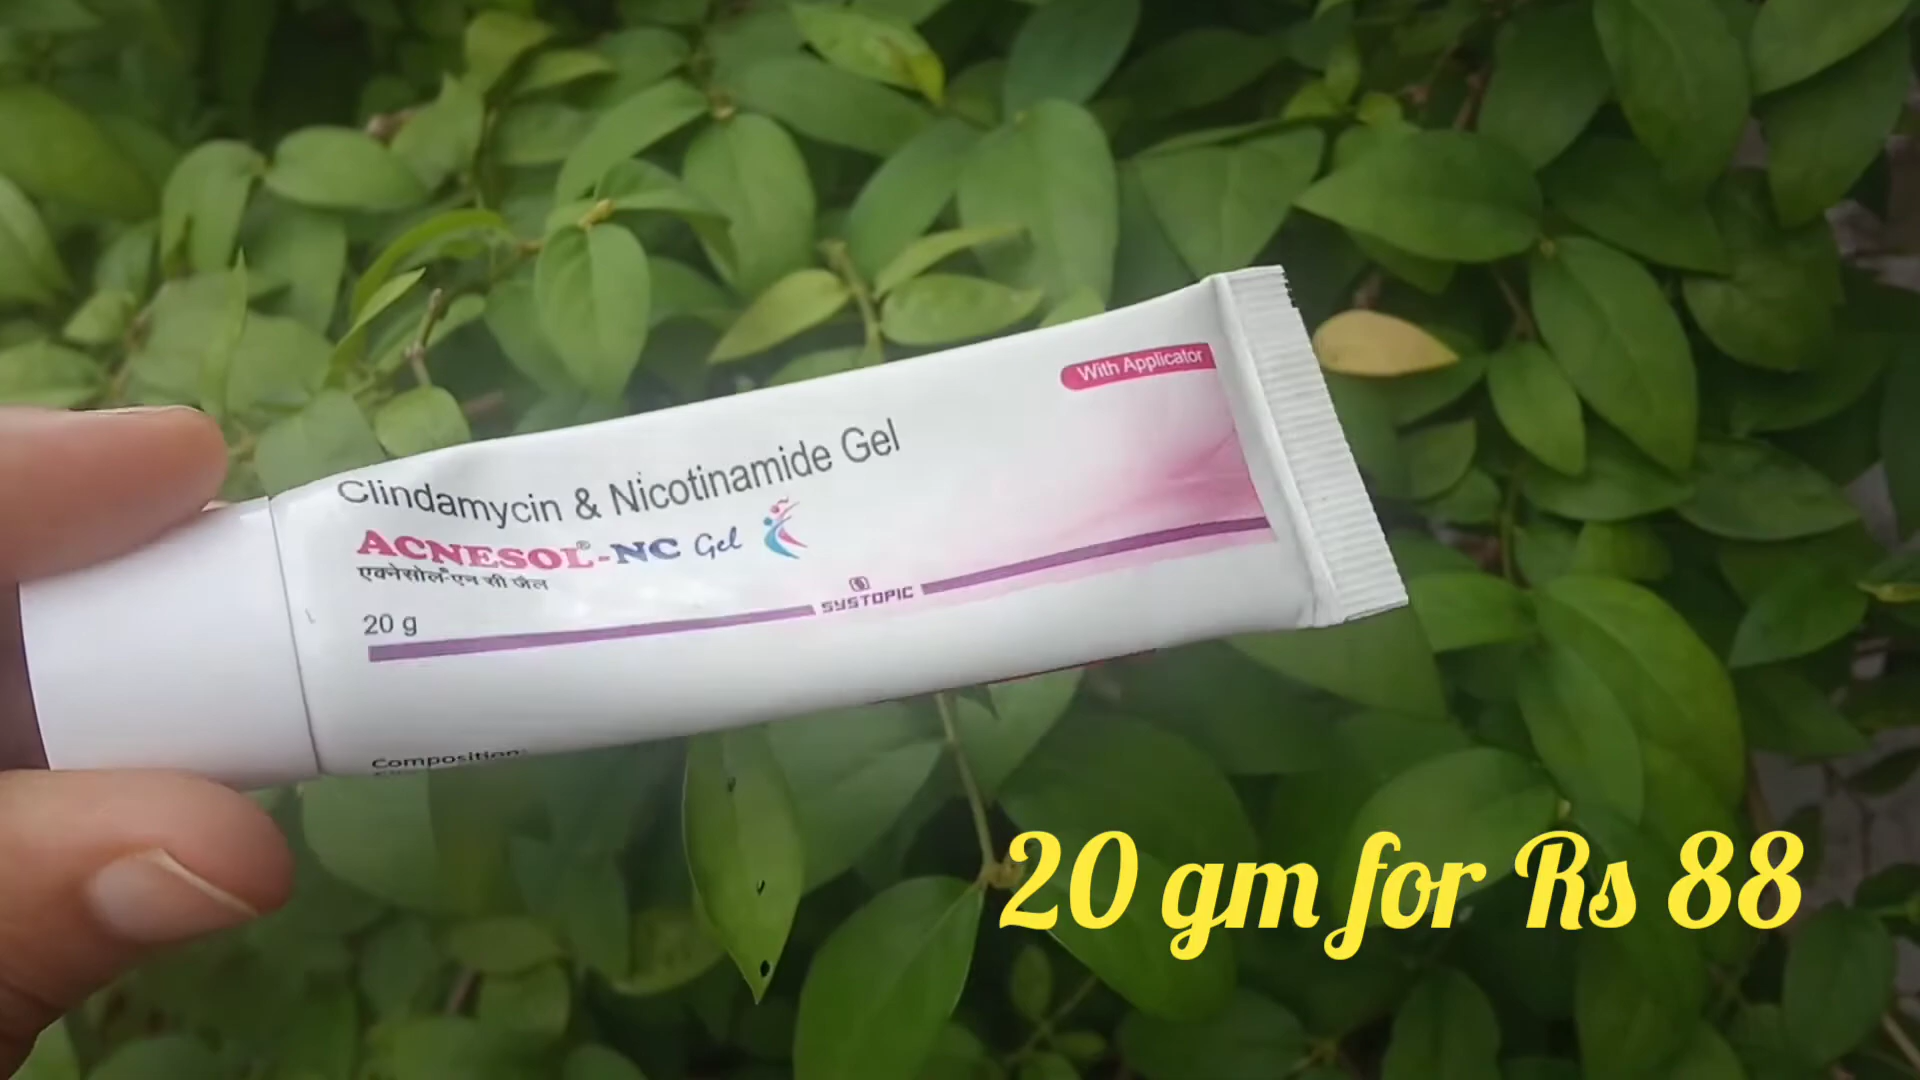 With Applicator
Clindamycin & Nicotinamide Gel
ACNESOL®-NC Gel
एक्नेसोल®-एन सी जैल
20 g
SYSTOPIC
Composition:
20 gm for Rs 88